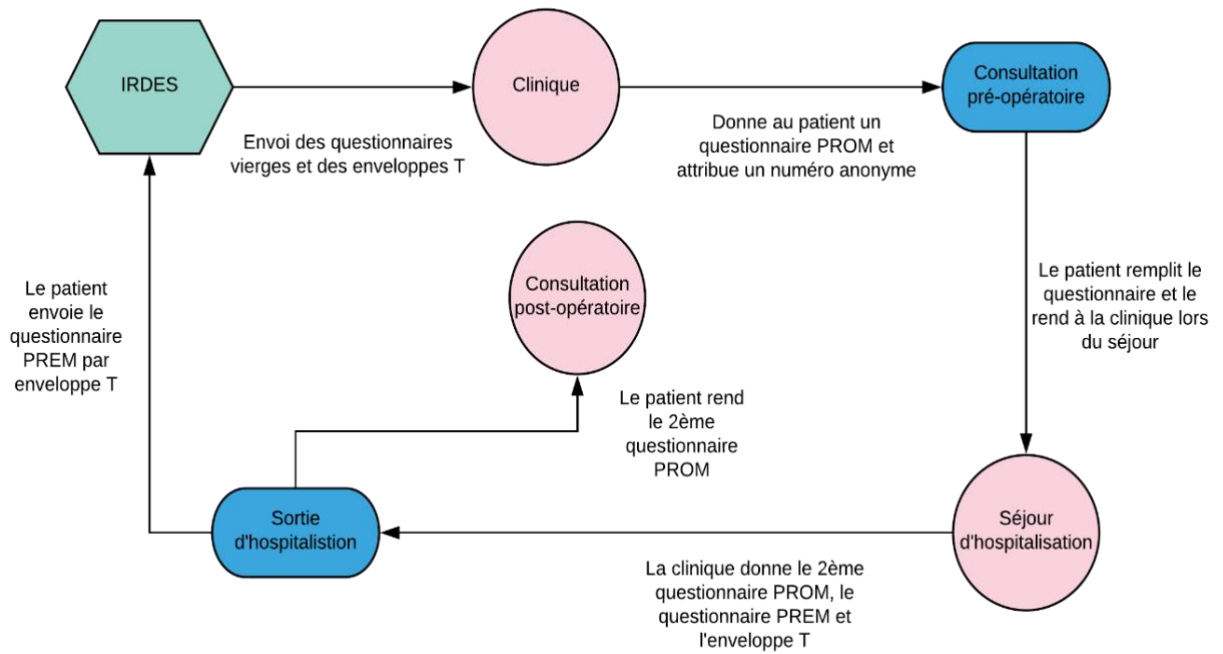 IRDES
Envoi des questionnaires
vierges et des enveloppes T
Clinique
Donne au patient un
questionnaire PROM et
attribue un numéro anonyme
Consultation
pré-opératoire
Le patient remplit le
questionnaire et le
rend à la clinique lors
du séjour
Séjour
d'hospitalisation
La clinique donne le 2ème
questionnaire PROM, le
questionnaire PREM et
l'enveloppe T
Sortie
d'hospitalistion
Le patient rend
le 2ème
questionnaire
PROM
Consultation
post-opératoire
Le patient
envoie le
questionnaire
PREM par
enveloppe T